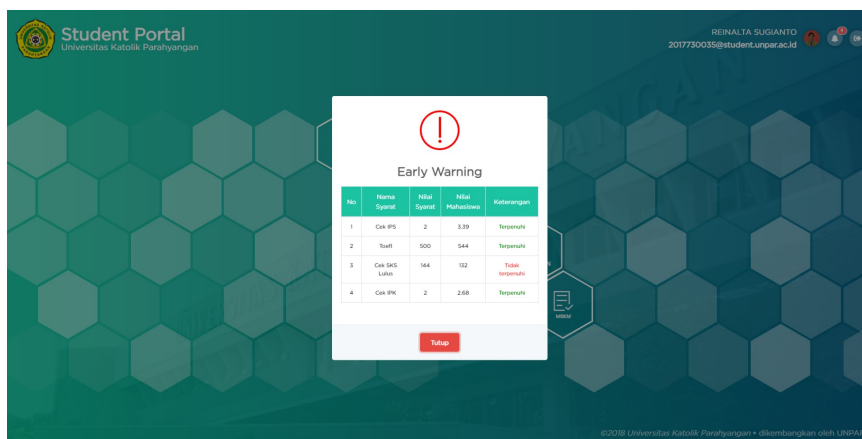 Student Portal
Universitas Katolik Parahyangan
REINALTA SUGIANTO
2017730035@student.unpar.ac.id
Early Warning
No Nama Syarat Nilai Syarat Nilai Mahasiswa Keterangan
1 Cek IPS 2 3.39 Terpenuhi
2 Toefl 500 544 Terpenuhi
3 Cek SKS Lulus 144 132 Tidak terpenuhi
4 Cek IPK 2 2.68 Terpenuhi
MBKM
Tutup
©2018 Universitas Katolik Parahyangan • dikembangkan oleh UNPAR